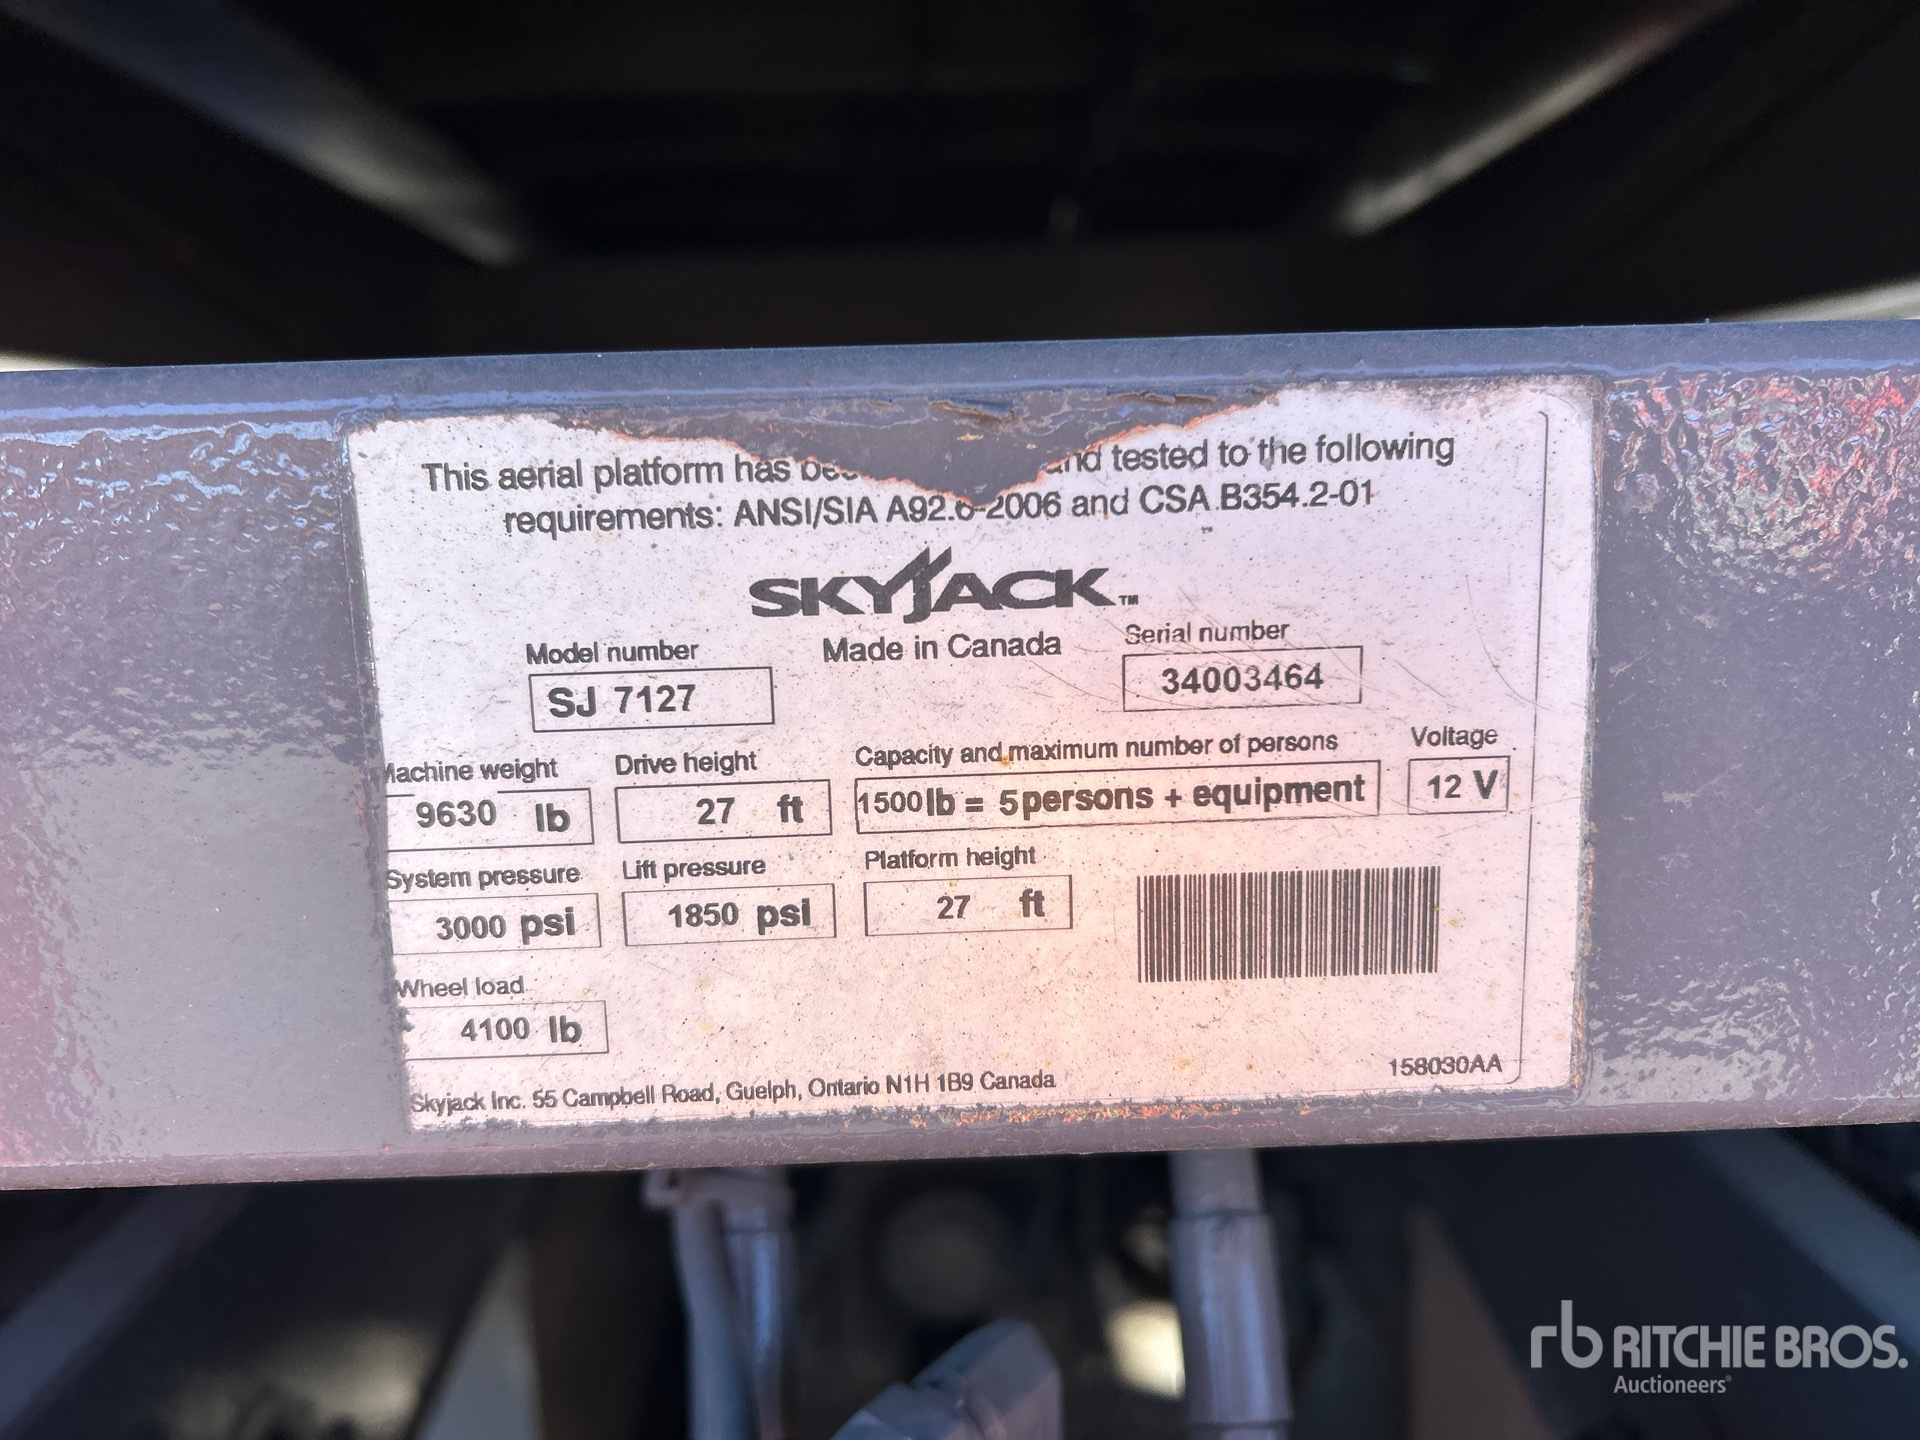 This aerial platform has been and tested to the following
requirements: ANSI/SIA A92.6-2006 and CSA B354.2-01
SKYJACK™
Made in Canada
Model number
SJ 7127
Serial number
34003464
Machine weight
9630 lb
Drive height
27 ft
Capacity and maximum number of persons
1500 lb = 5 persons + equipment
Voltage
12 V
System pressure
3000 psi
Lift pressure
1850 psi
Platform height
27 ft
Wheel load
4100 lb
158030AA
Skyjack Inc. 55 Campbell Road, Guelph, Ontario N1H 1B9 Canada
rb RITCHIE BROS.
Auctioneers®